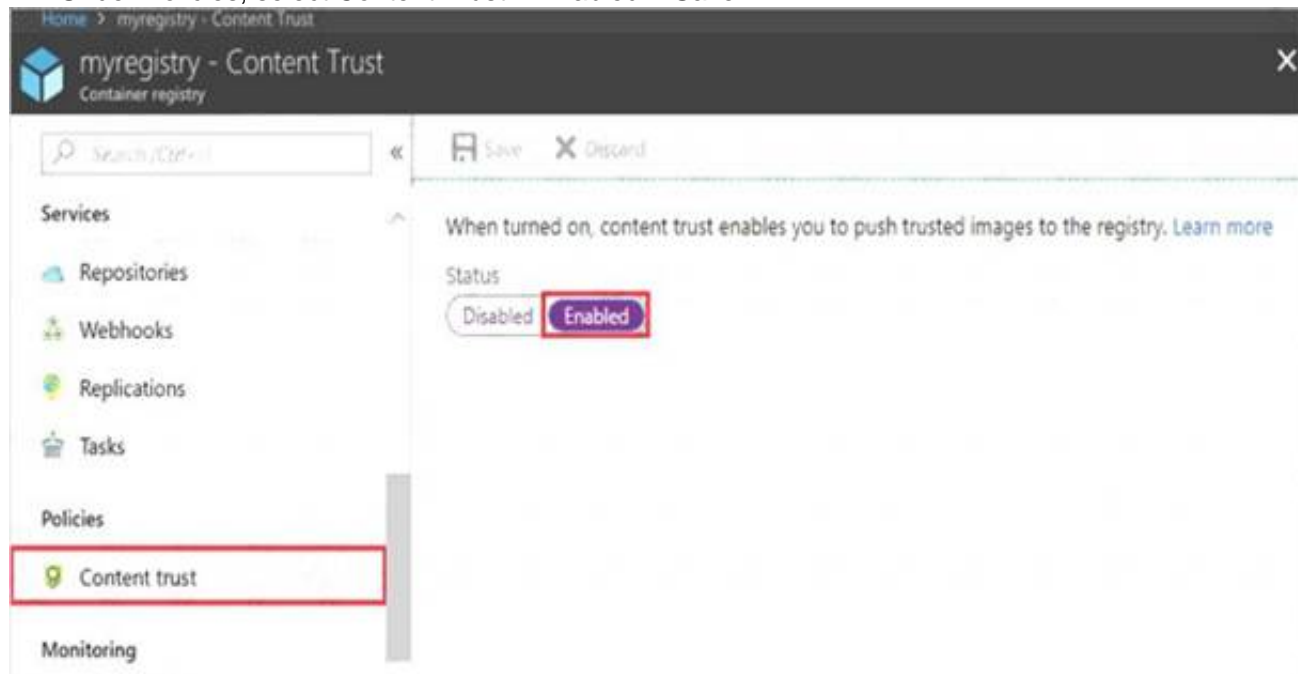 Home > myregistry - Content Trust
myregistry - Content Trust
Container registry
Save
Discard
Services
Repositories
Webhooks
Replications
Tasks
Policies
Content trust
Monitoring
When turned on, content trust enables you to push trusted images to the registry. Learn more
Status
Disabled
Enabled